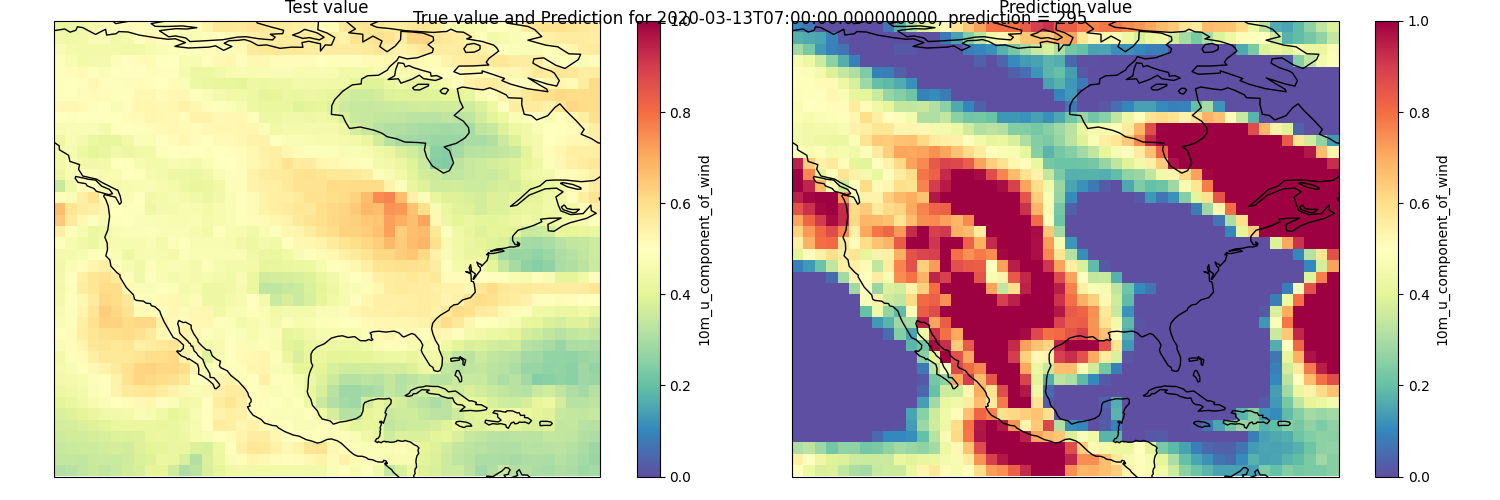 True value and Prediction for 2020-03-13T07:00:00.000000000, prediction = 295
Test value
Prediction value
1.0
0.8
0.6
0.4
0.2
0.0
10m_u_component_of_wind
1.0
0.8
0.6
0.4
0.2
0.0
10m_u_component_of_wind